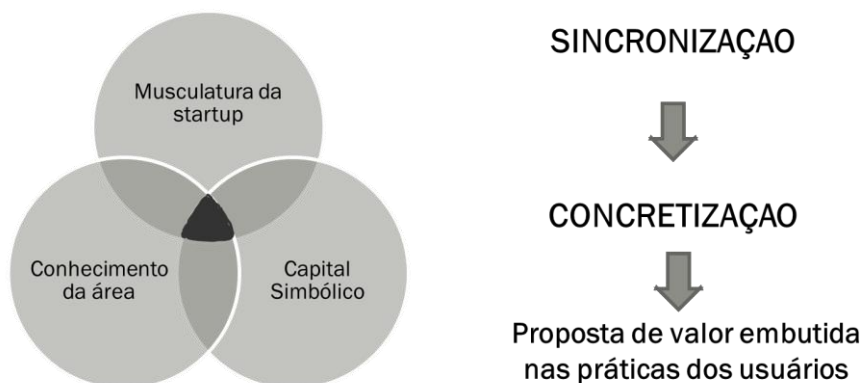 Musculatura da
startup
Conhecimento
da área
Capital
Simbólico
SINCRONIZAÇAO
CONCRETIZAÇAO
Proposta de valor embutida
nas práticas dos usuários